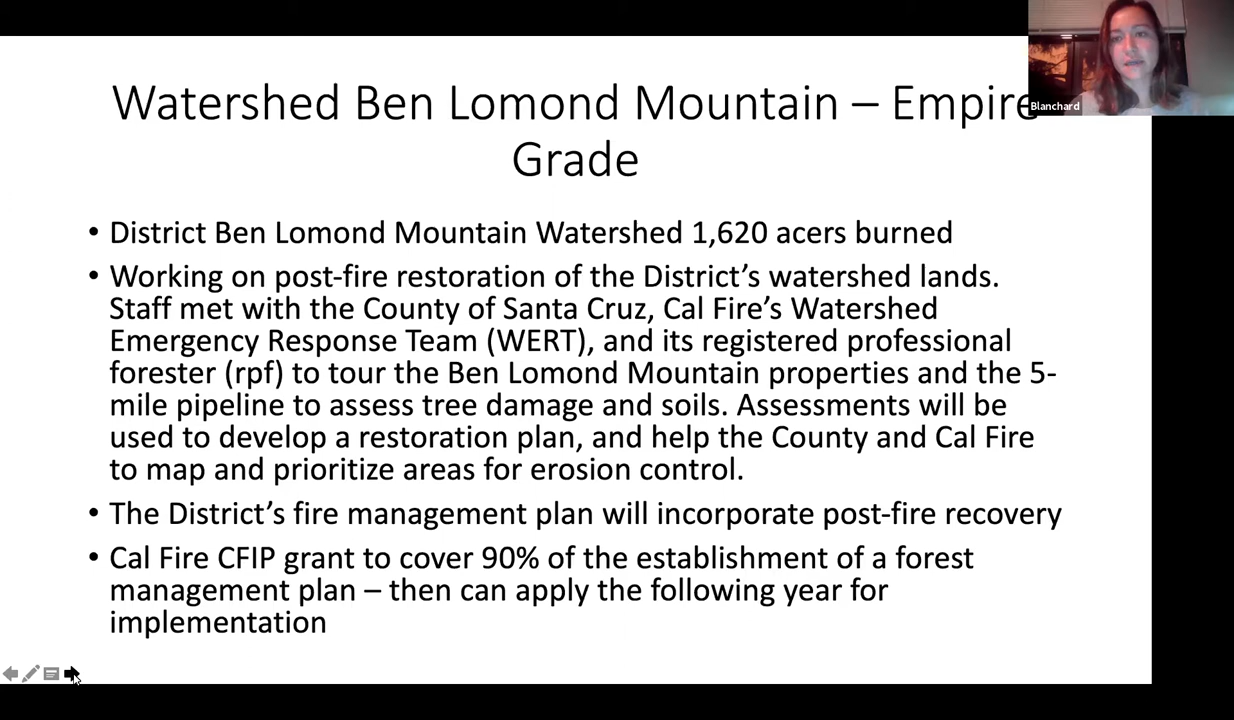 Watershed Ben Lomond Mountain – Empire
Blanchard
Grade
• District Ben Lomond Mountain Watershed 1,620 acers burned
• Working on post-fire restoration of the District’s watershed lands.
Staff met with the County of Santa Cruz, Cal Fire’s Watershed
Emergency Response Team (WERT), and its registered professional
forester (rpf) to tour the Ben Lomond Mountain properties and the 5-
mile pipeline to assess tree damage and soils. Assessments will be
used to develop a restoration plan, and help the County and Cal Fire
to map and prioritize areas for erosion control.
• The District’s fire management plan will incorporate post-fire recovery
• Cal Fire CFIP grant to cover 90% of the establishment of a forest
management plan – then can apply the following year for
implementation